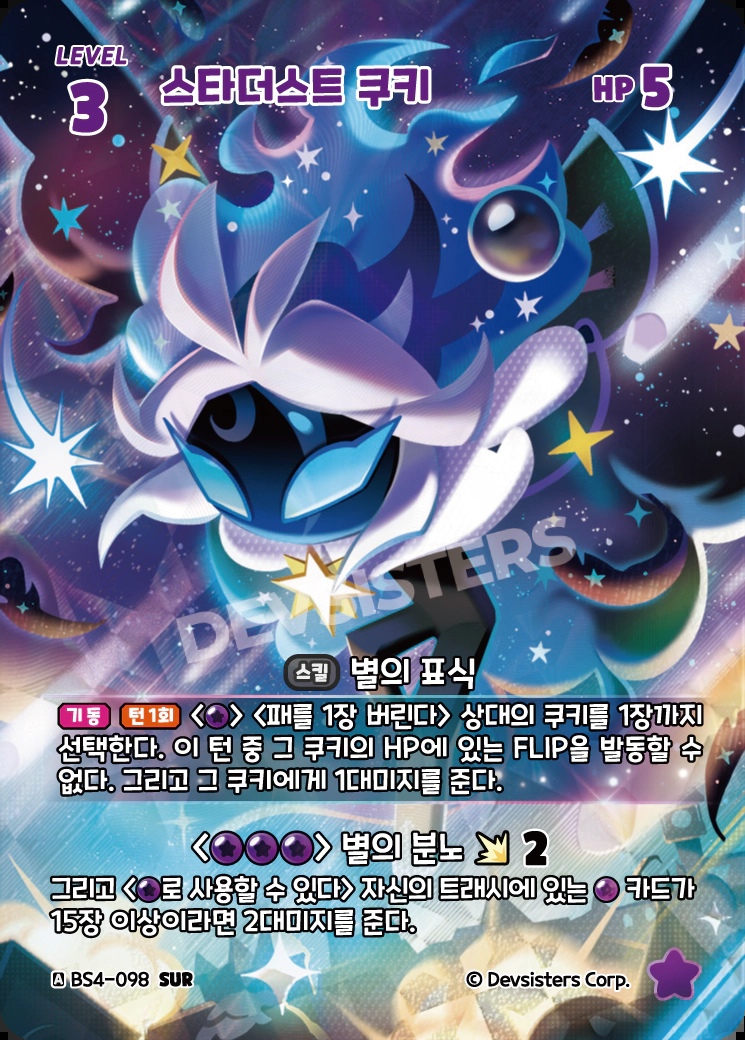 LEVEL
3
스타더스트 쿠키
HP 5
DEVSISTERS
스킬 별의 표식
기동 턴1회 < > <패를 1장 버린다> 상대의 쿠키를 1장까지
선택한다. 이 턴 중 그 쿠키의 HP에 있는 FLIP을 발동할 수
없다. 그리고 그 쿠키에게 1대미지를 준다.
< > 별의 분노 2
그리고 < 로 사용할 수 있다> 자신의 트래시에 있는 카드가
15장 이상이라면 2대미지를 준다.
A BS4-098 SUR
© Devsisters Corp.